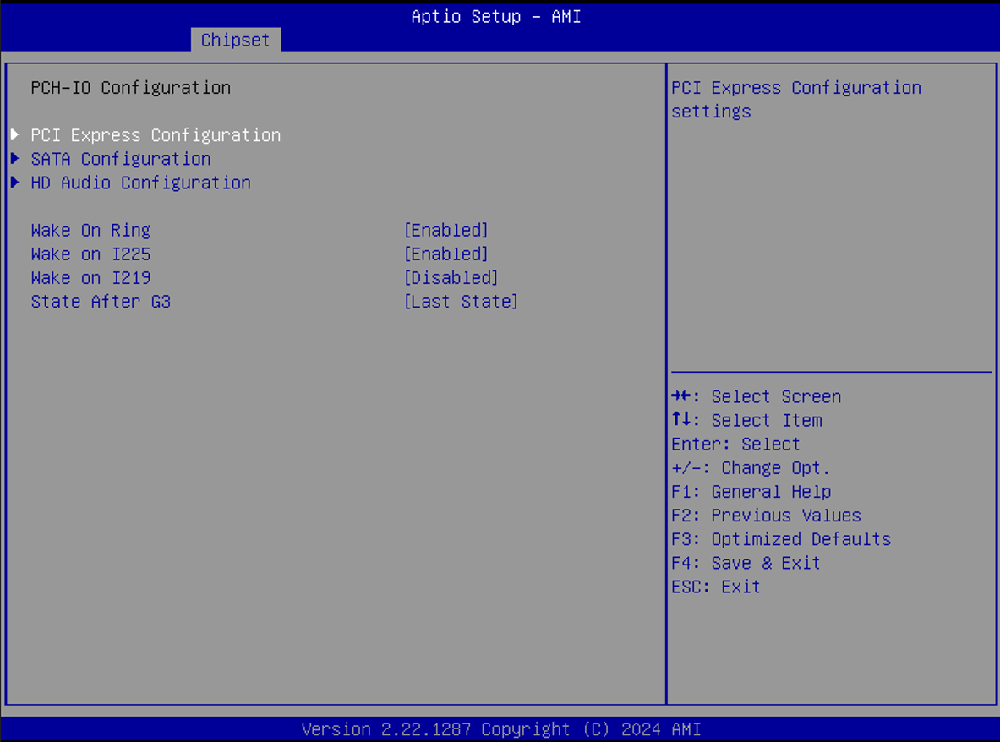 Aptio Setup – AMI
Chipset
PCH-IO Configuration
PCI Express Configuration
SATA Configuration
HD Audio Configuration
Wake On Ring [Enabled]
Wake on I225 [Enabled]
Wake on I219 [Disabled]
State After G3 [Last State]
PCI Express Configuration
settings
→←: Select Screen
↑↓: Select Item
Enter: Select
+/-: Change Opt.
F1: General Help
F2: Previous Values
F3: Optimized Defaults
F4: Save & Exit
ESC: Exit
Version 2.22.1287 Copyright (C) 2024 AMI